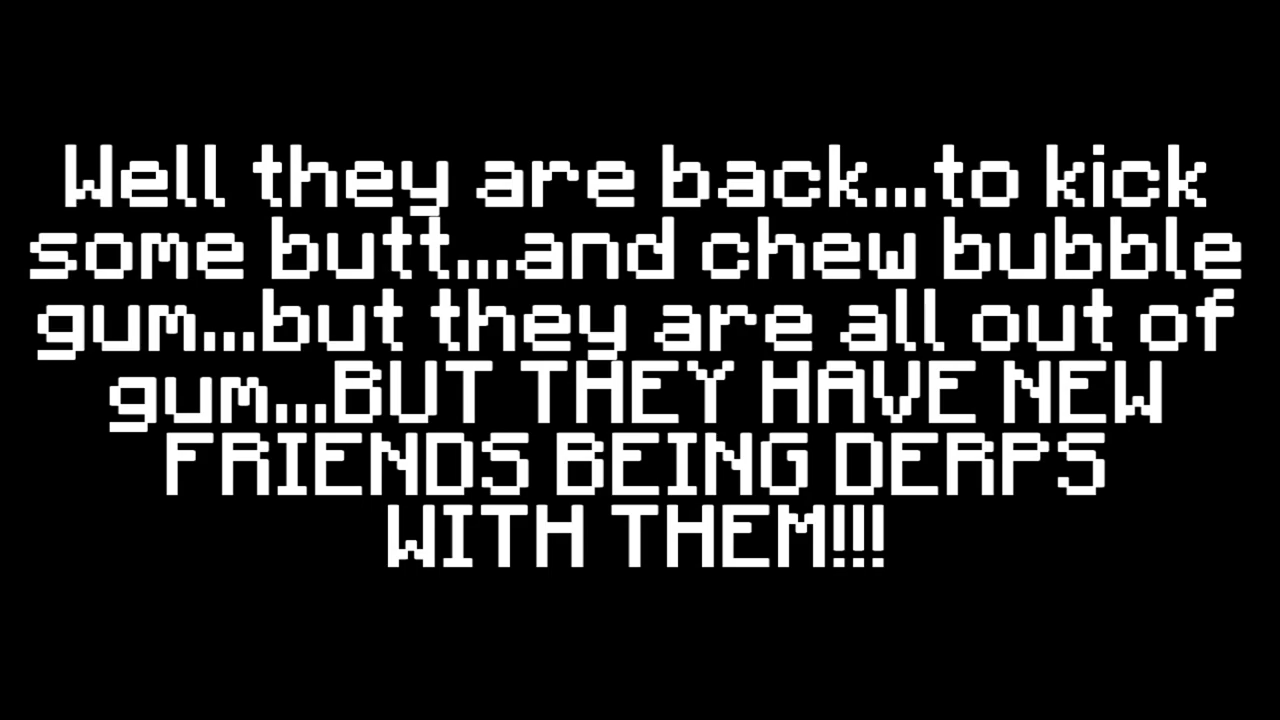 Well they are back...to kick
some butt...and chew bubble
gum...but they are all out of
gum...BUT THEY HAVE NEW
FRIENDS BEING DERPS
WITH THEM!!!